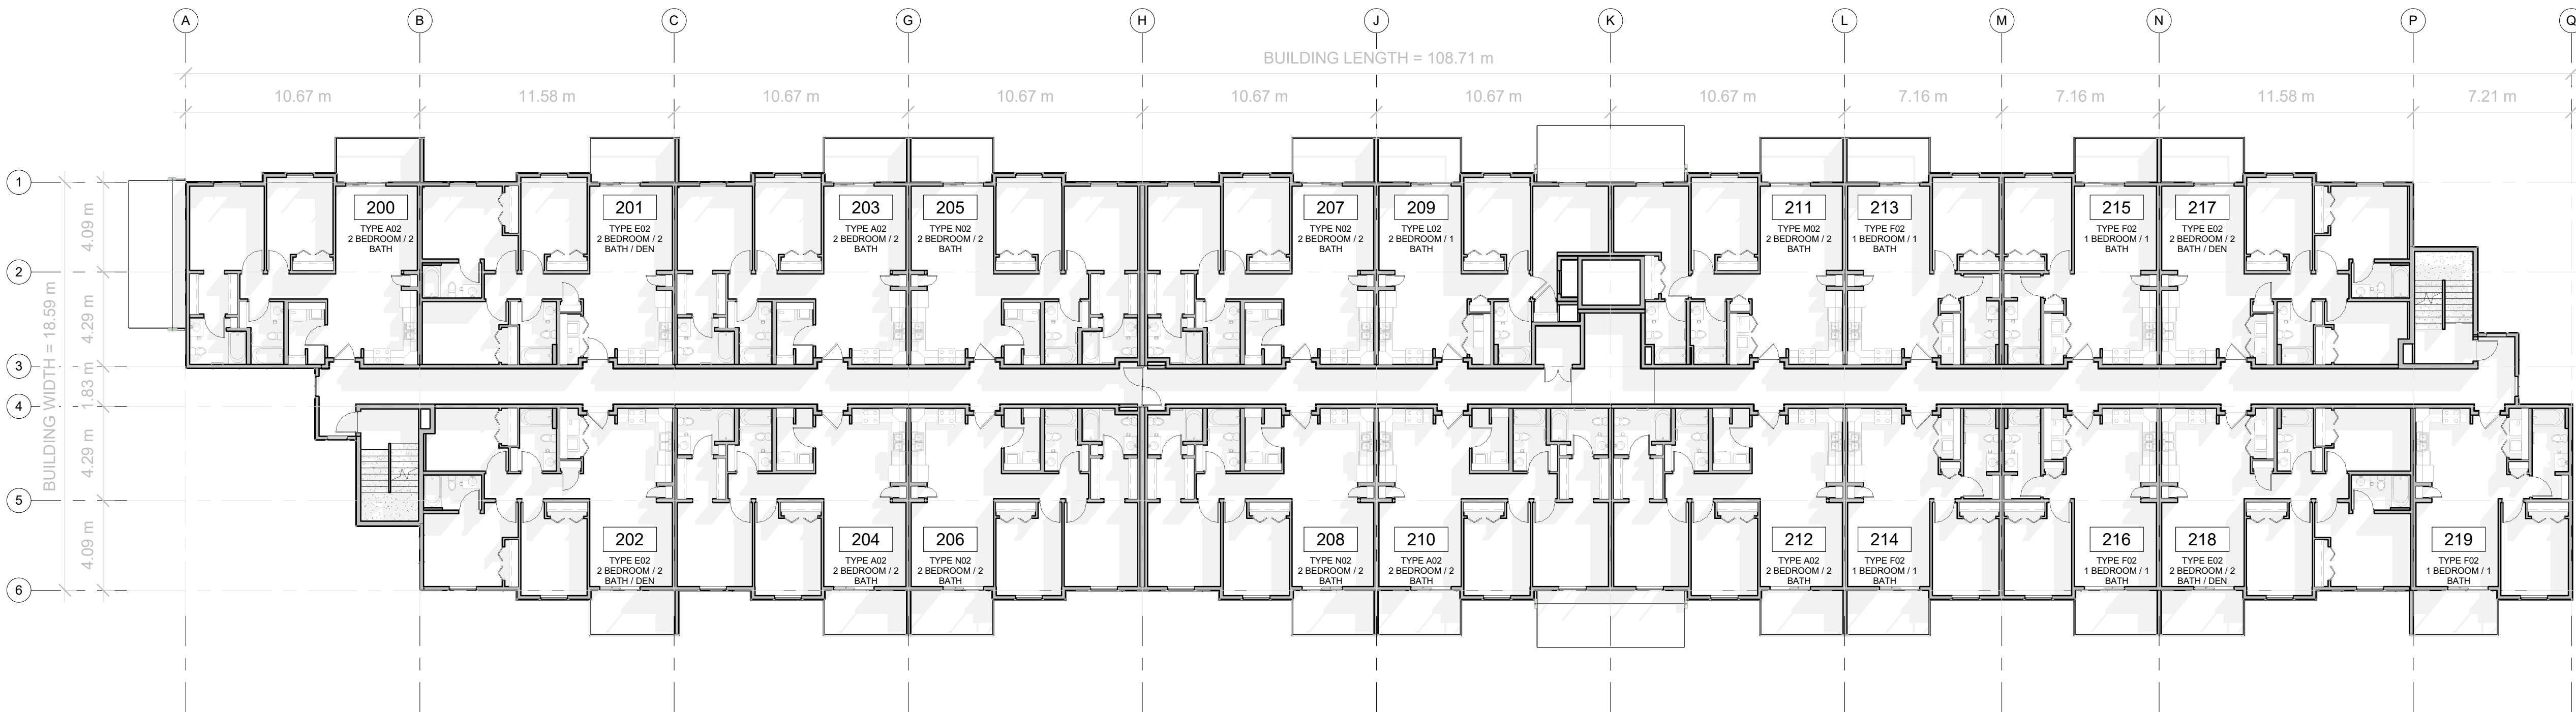 A B C G H J K L M N P Q
BUILDING LENGTH = 108.71 m
10.67 m 11.58 m 10.67 m 10.67 m 10.67 m 10.67 m 10.67 m 7.16 m 7.16 m 11.58 m 7.21 m
1
2
3
4
5
6
BUILDING WIDTH = 18.59 m
4.09 m
4.29 m
1.83 m
4.29 m
4.09 m
200
TYPE A02
2 BEDROOM / 2
BATH
201
TYPE E02
2 BEDROOM / 2
BATH / DEN
203
TYPE A02
2 BEDROOM / 2
BATH
205
TYPE N02
2 BEDROOM / 2
BATH
207
TYPE N02
2 BEDROOM / 2
BATH
209
TYPE L02
2 BEDROOM / 1
BATH
211
TYPE M02
2 BEDROOM / 2
BATH
213
TYPE F02
1 BEDROOM / 1
BATH
215
TYPE F02
1 BEDROOM / 1
BATH
217
TYPE E02
2 BEDROOM / 2
BATH / DEN
202
TYPE E02
2 BEDROOM / 2
BATH / DEN
204
TYPE A02
2 BEDROOM / 2
BATH
206
TYPE N02
2 BEDROOM / 2
BATH
208
TYPE N02
2 BEDROOM / 2
BATH
210
TYPE A02
2 BEDROOM / 2
BATH
212
TYPE A02
2 BEDROOM / 2
BATH
214
TYPE F02
1 BEDROOM / 1
BATH
216
TYPE F02
1 BEDROOM / 1
BATH
218
TYPE E02
2 BEDROOM / 2
BATH / DEN
219
TYPE F02
1 BEDROOM / 1
BATH